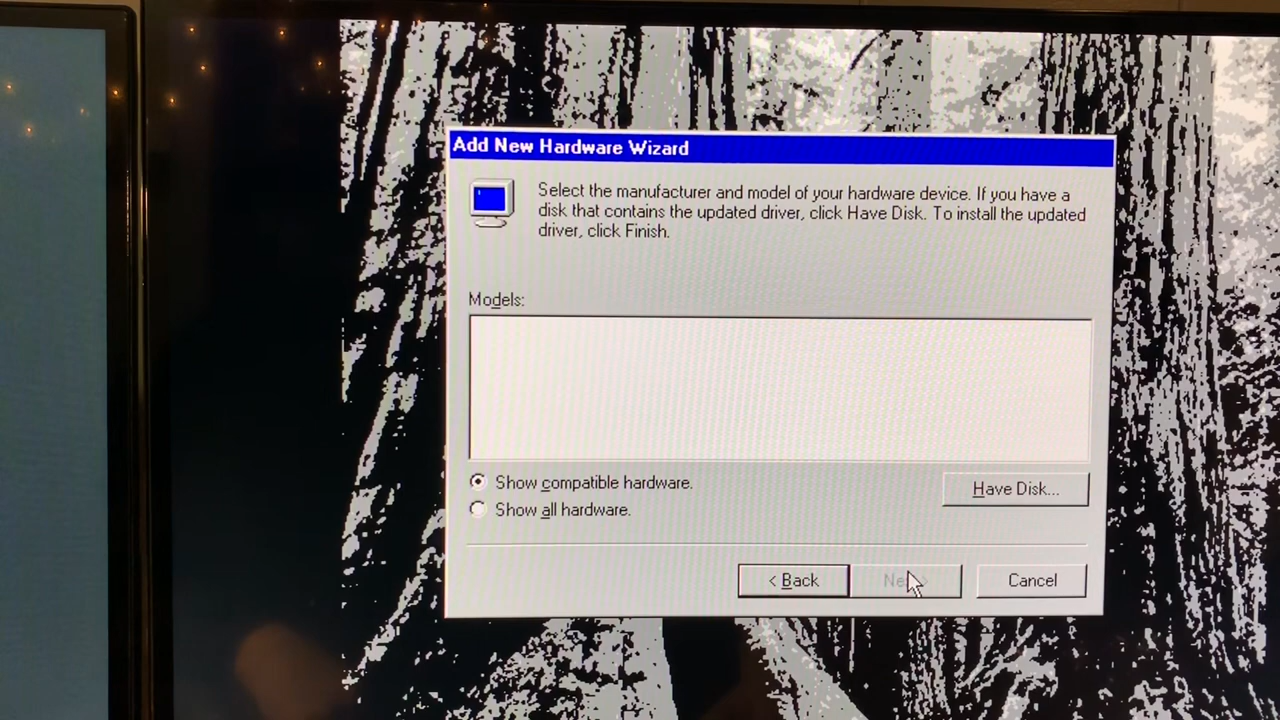 Add New Hardware Wizard
Select the manufacturer and model of your hardware device. If you have a
disk that contains the updated driver, click Have Disk. To install the updated
driver, click Finish.
Models:
Show compatible hardware.
Have Disk...
Show all hardware.
< Back
Cancel